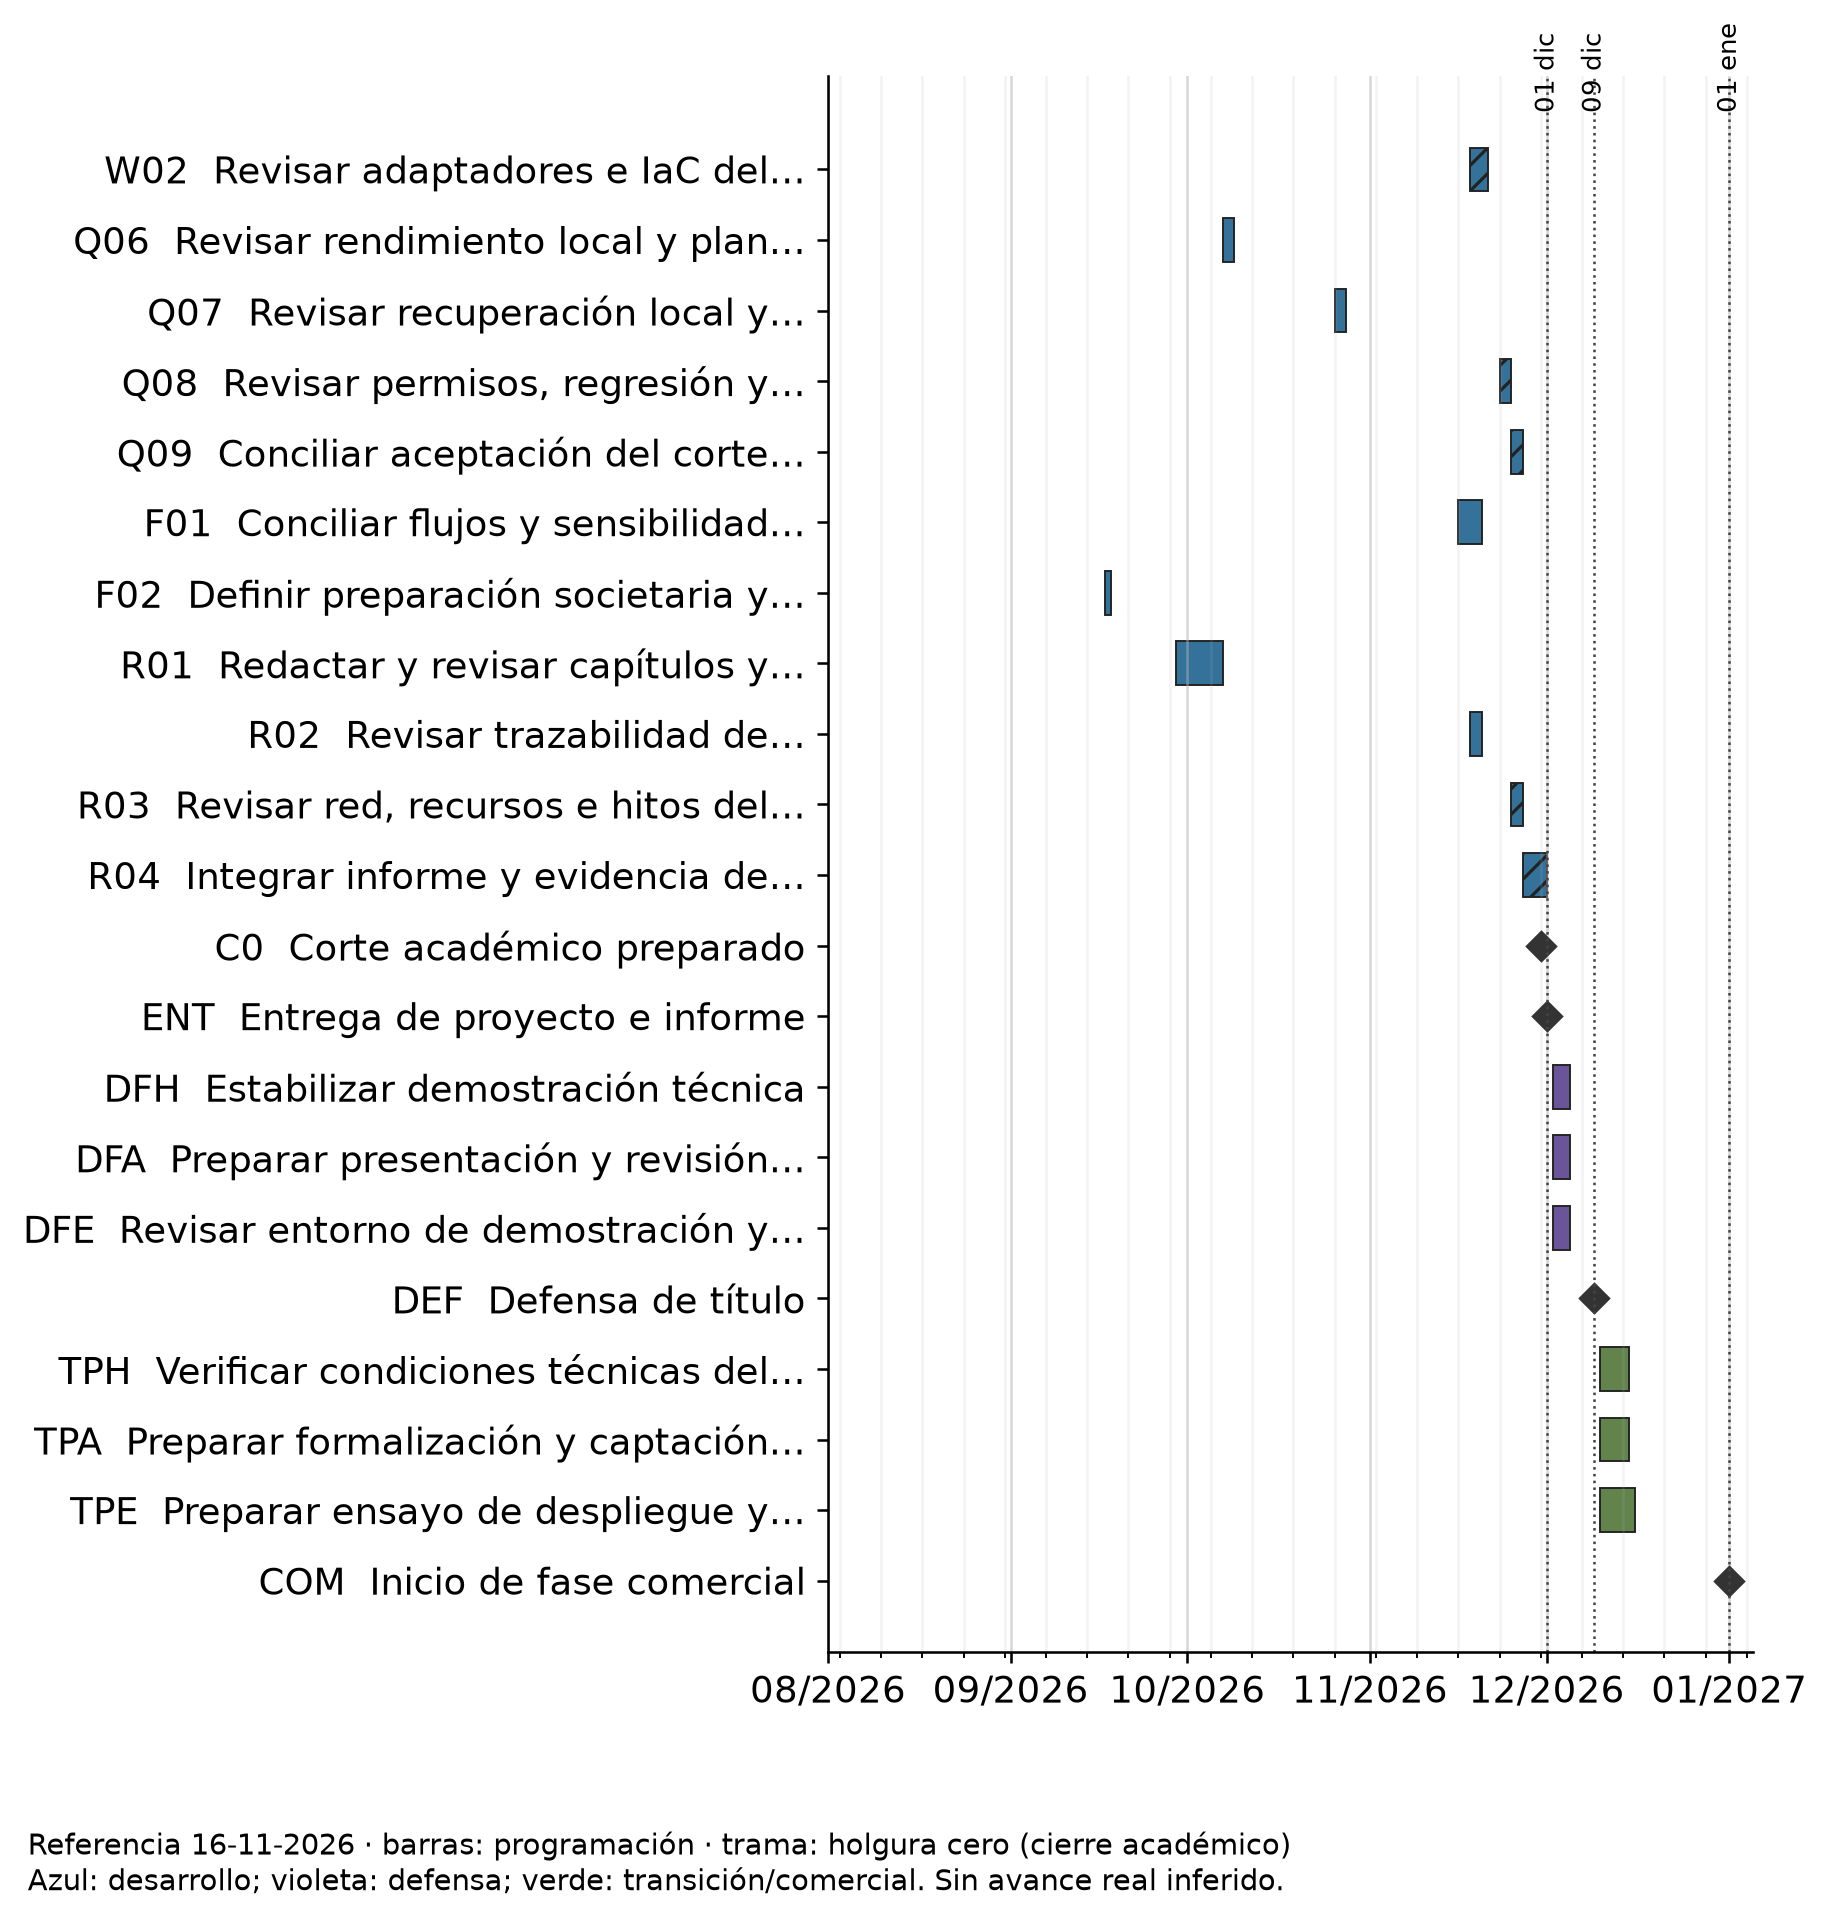 01 dic
09 dic
01 ene
W02 Revisar adaptadores e IaC del...
Q06 Revisar rendimiento local y plan...
Q07 Revisar recuperación local y...
Q08 Revisar permisos, regresión y...
Q09 Conciliar aceptación del corte...
F01 Conciliar flujos y sensibilidad...
F02 Definir preparación societaria y...
R01 Redactar y revisar capítulos y...
R02 Revisar trazabilidad de...
R03 Revisar red, recursos e hitos del...
R04 Integrar informe y evidencia de...
C0 Corte académico preparado
ENT Entrega de proyecto e informe
DFH Estabilizar demostración técnica
DFA Preparar presentación y revisión...
DFE Revisar entorno de demostración y...
DEF Defensa de título
TPH Verificar condiciones técnicas del...
TPA Preparar formalización y captación...
TPE Preparar ensayo de despliegue y...
COM Inicio de fase comercial
08/2026 09/2026 10/2026 11/2026 12/2026 01/2027
Referencia 16-11-2026 · barras: programación · trama: holgura cero (cierre académico)
Azul: desarrollo; violeta: defensa; verde: transición/comercial. Sin avance real inferido.